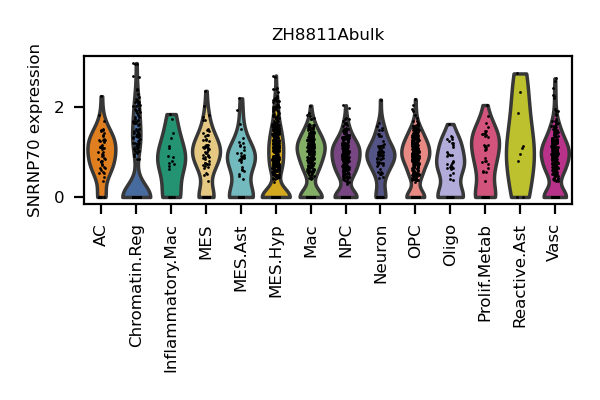 ZH8811Abulk
SNRNP70 expression
2
0
AC
Chromatin.Reg
Inflammatory.Mac
MES
MES.Ast
MES.Hyp
Mac
NPC
Neuron
OPC
Oligo
Prolif.Metab
Reactive.Ast
Vasc